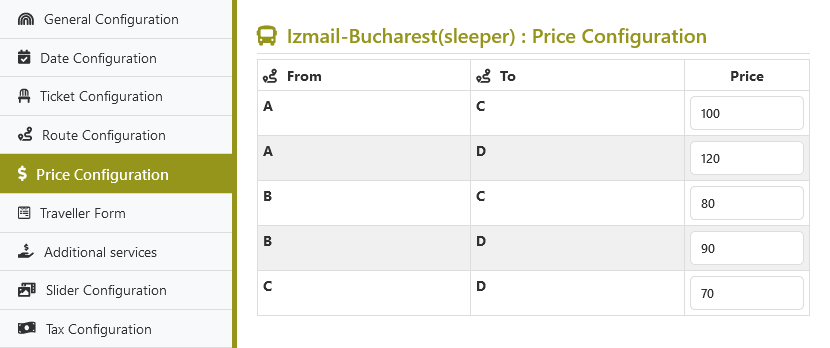 General Configuration
Date Configuration
Ticket Configuration
Route Configuration
Price Configuration
Traveller Form
Additional services
Slider Configuration
Tax Configuration
Izmail-Bucharest(sleeper) : Price Configuration
From To Price
A C 100
A D 120
B C 80
B D 90
C D 70